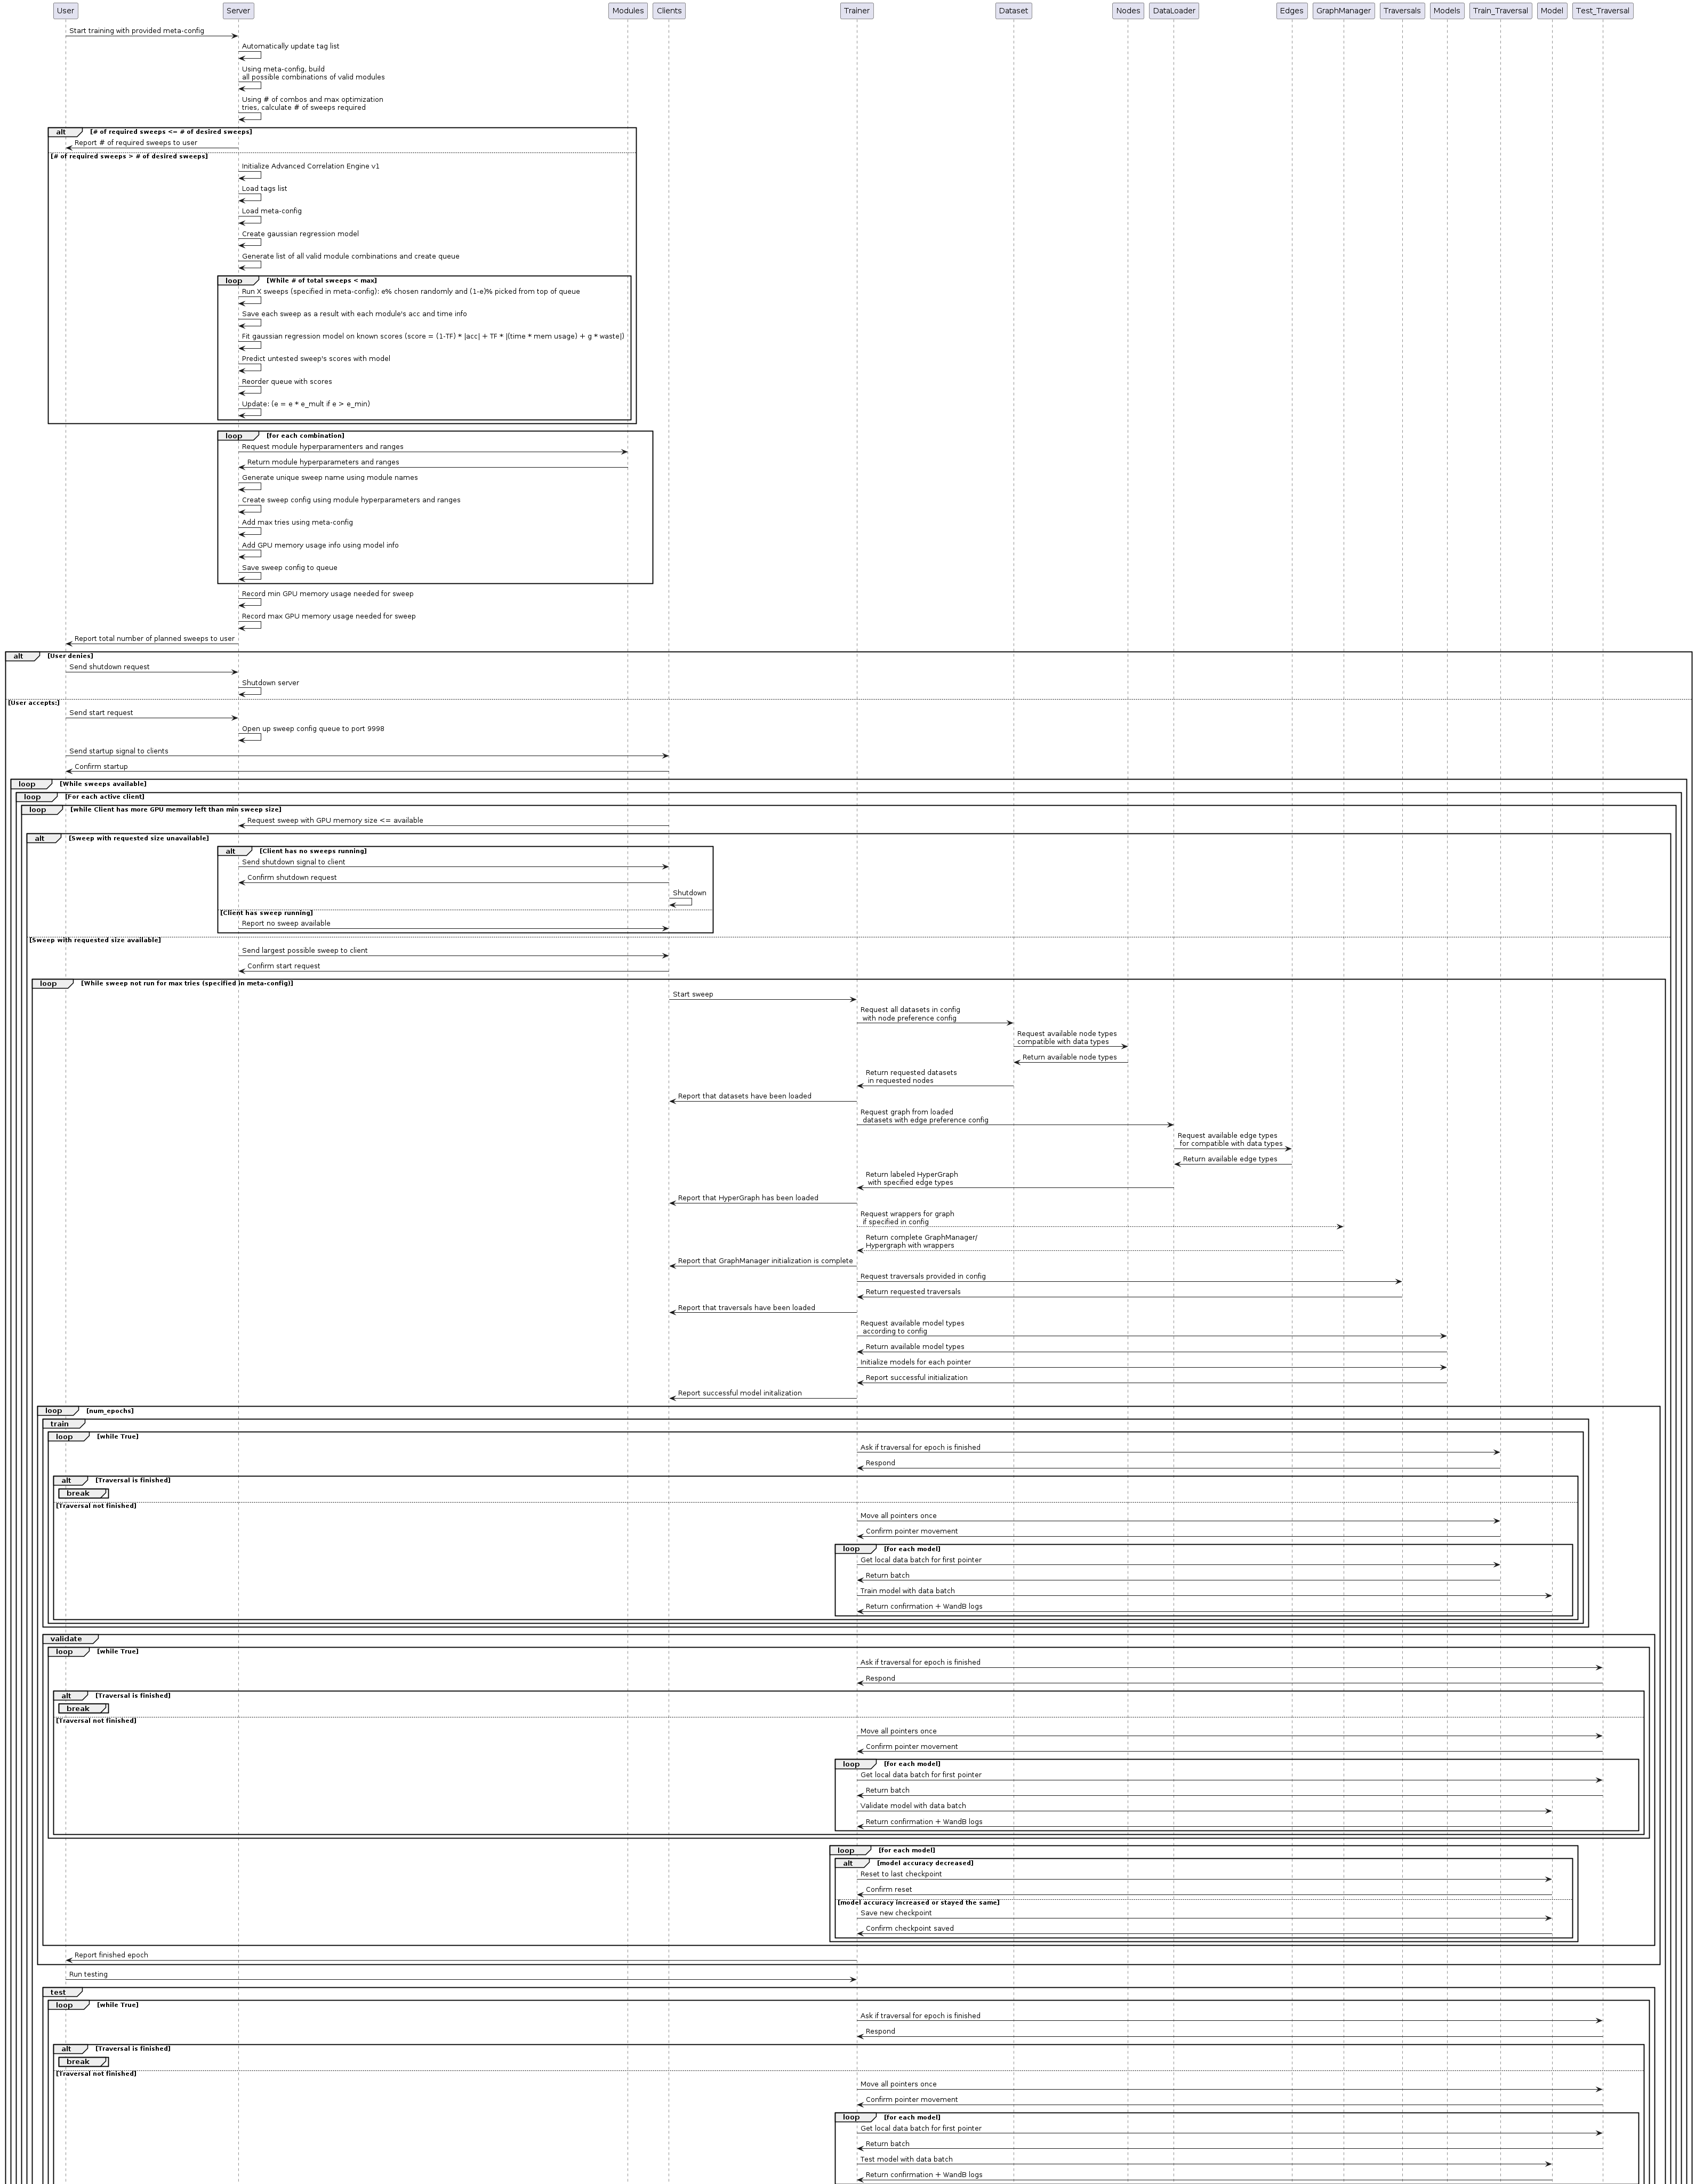 User Server Modules Clients Trainer Dataset Nodes DataLoader Edges GraphManager Traversals Models Train_Traversal Model Test_Traversal
Start training with provided meta-config
Automatically update tag list
Using meta-config, build
all possible combinations of valid modules
Using # of combos and max optimization
tries, calculate # of sweeps required
alt [# of required sweeps <= # of desired sweeps]
Report # of required sweeps to user
[# of required sweeps > # of desired sweeps]
Initialize Advanced Correlation Engine v1
Load tags list
Load meta-config
Create gaussian regression model
Generate list of all valid module combinations and create queue
loop [While # of total sweeps < max]
Run X sweeps (specified in meta-config): e% chosen randomly and (1-e)% picked from top of queue
Save each sweep as a result with each module's acc and time info
Fit gaussian regression model on known scores (score = (1-TF) * |acc| + TF * |(time * mem usage) + g * waste|)
Predict untested sweep's scores with model
Reorder queue with scores
Update: (e = e * e_mult if e > e_min)
loop [for each combination]
Request module hyperparamenters and ranges
Return module hyperparameters and ranges
Generate unique sweep name using module names
Create sweep config using module hyperparameters and ranges
Add max tries using meta-config
Add GPU memory usage info using model info
Save sweep config to queue
Record min GPU memory usage needed for sweep
Record max GPU memory usage needed for sweep
Report total number of planned sweeps to user
alt [User denies]
Send shutdown request
Shutdown server
[User accepts:]
Send start request
Open up sweep config queue to port 9998
Send startup signal to clients
Confirm startup
loop [While sweeps available]
loop [For each active client]
loop [while Client has more GPU memory left than min sweep size]
Request sweep with GPU memory size <= available
alt [Sweep with requested size unavailable]
alt [Client has no sweeps running]
Send shutdown signal to client
Confirm shutdown request
Shutdown
[Client has sweep running]
Report no sweep available
[Sweep with requested size available]
Send largest possible sweep to client
Confirm start request
loop [While sweep not run for max tries (specified in meta-config)]
Start sweep
Request all datasets in config
with node preference config
Request available node types
compatible with data types
Return available node types
Return requested datasets
in requested nodes
Report that datasets have been loaded
Request graph from loaded
datasets with edge preference config
Request available edge types
for compatible with data types
Return available edge types
Return labeled HyperGraph
with specified edge types
Report that HyperGraph has been loaded
Request wrappers for graph
if specified in config
Return complete GraphManager/
Hypergraph with wrappers
Report that GraphManager initialization is complete
Request traversals provided in config
Return requested traversals
Report that traversals have been loaded
Request available model types
according to config
Return available model types
Initialize models for each pointer
Report successful initialization
Report successful model initalization
loop [num_epochs]
train
loop [while True]
Ask if traversal for epoch is finished
Respond
alt [Traversal is finished]
break
[Traversal not finished]
Move all pointers once
Confirm pointer movement
loop [for each model]
Get local data batch for first pointer
Return batch
Train model with data batch
Return confirmation + WandB logs
validate
loop [while True]
Ask if traversal for epoch is finished
Respond
alt [Traversal is finished]
break
[Traversal not finished]
Move all pointers once
Confirm pointer movement
loop [for each model]
Get local data batch for first pointer
Return batch
Validate model with data batch
Return confirmation + WandB logs
loop [for each model]
alt [model accuracy decreased]
Reset to last checkpoint
Confirm reset
[model accuracy increased or stayed the same]
Save new checkpoint
Confirm checkpoint saved
Report finished epoch
Run testing
test
loop [while True]
Ask if traversal for epoch is finished
Respond
alt [Traversal is finished]
break
[Traversal not finished]
Move all pointers once
Confirm pointer movement
loop [for each model]
Get local data batch for first pointer
Return batch
Test model with data batch
Return confirmation + WandB logs